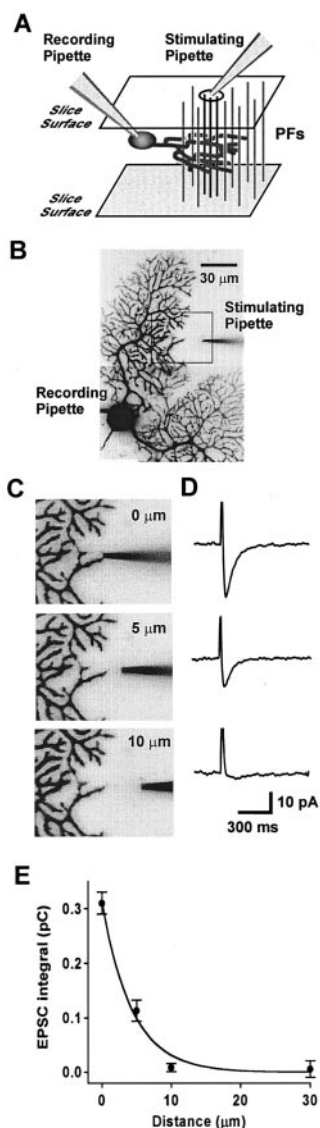 A
Recording
Pipette
Stimulating
Pipette
Slice
Surface
PFs
Slice
Surface
B
30 μm
Stimulating
Pipette
Recording
Pipette
C
D
0 μm
5 μm
10 μm
10 pA
300 ms
E
EPSC integral (pC)
0.3
0.2
0.1
0.0
0
10
20
30
Distance (μm)